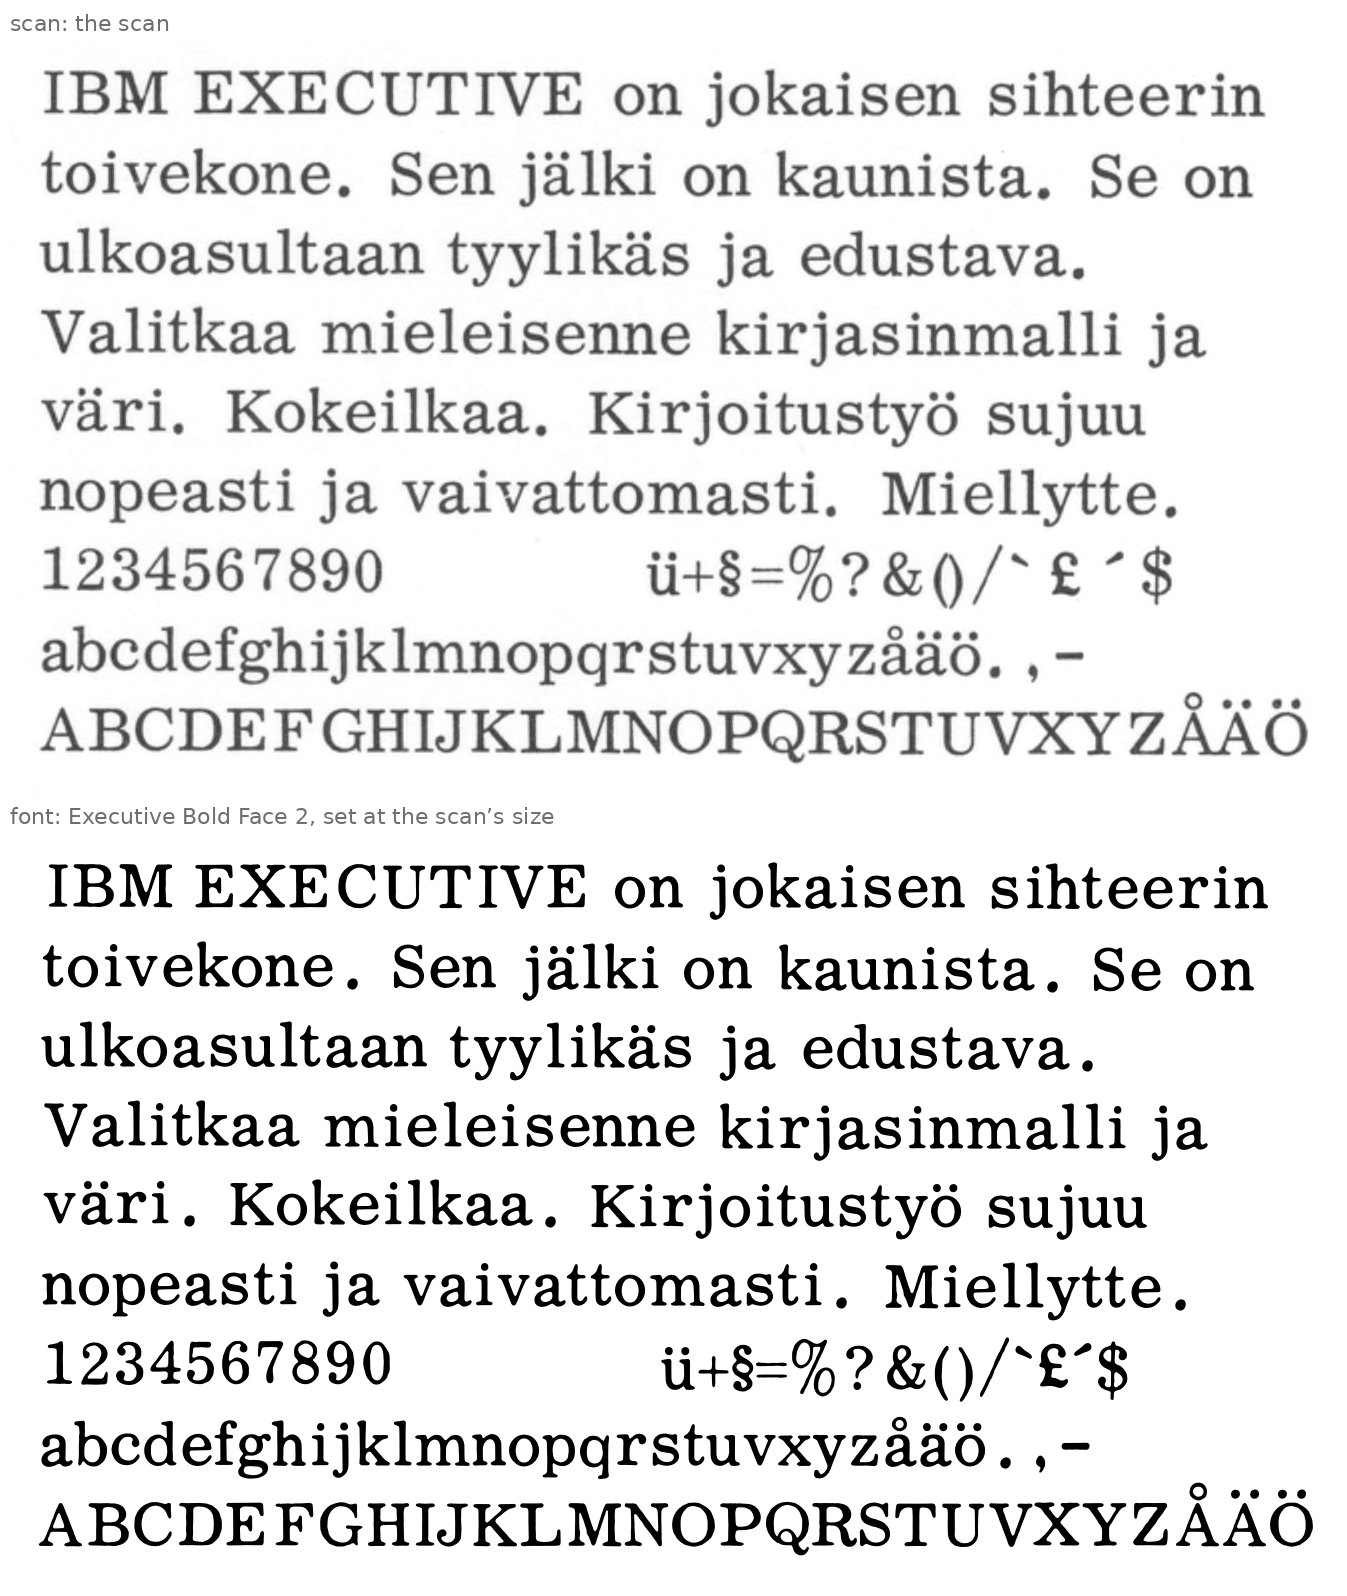 scan: the scan
IBM EXECUTIVE on jokaisen sihteerin
toivekone. Sen jälki on kaunista. Se on
ulkoasultaan tyylikäs ja edustava.
Valitkaa mieleisenne kirjasinmalli ja
väri. Kokeilkaa. Kirjoitustyö sujuu
nopeasti ja vaivattomasti. Miellytte.
1234567890 ü+§=%?&()/` £ ´$
abcdefghijklmnopqrstuvxyzåäö.,-
ABCDEFGHIJKLMNOPQRSTUVXYZÅÄÖ
font: Executive Bold Face 2, set at the scan’s size
IBM EXECUTIVE on jokaisen sihteerin
toivekone. Sen jälki on kaunista. Se on
ulkoasultaan tyylikäs ja edustava.
Valitkaa mieleisenne kirjasinmalli ja
väri. Kokeilkaa. Kirjoitustyö sujuu
nopeasti ja vaivattomasti. Miellytte.
1234567890 ü+§=%?&()/`£´$
abcdefghijklmnopqrstuvxyzåäö.,-
ABCDEFGHIJKLMNOPQRSTUVXYZÅÄÖ